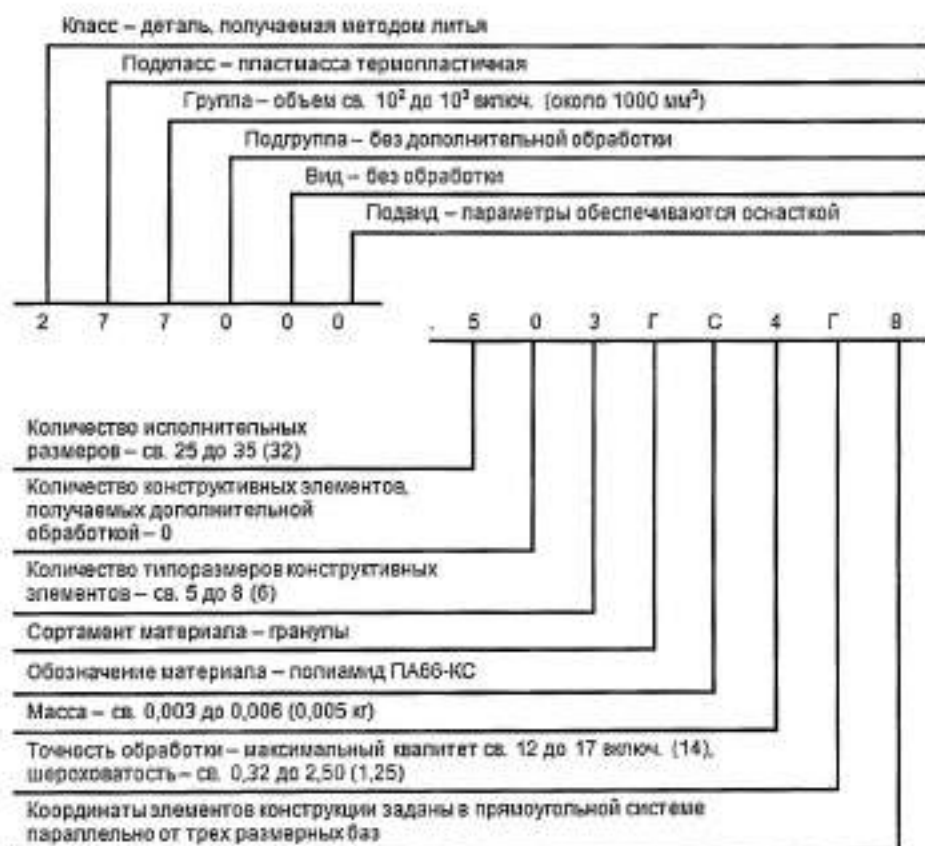 Класс – деталь, получаемая методом литья
Подкласс – пластмасса термопластичная
Группа – объем св. 10² до 10³ включ. (около 1000 мм³)
Подгруппа – без дополнительной обработки
Вид – без обработки
Подвид – параметры обеспечиваются оснасткой
2 7 7 0 0 0
. 5 0 3 Г С 4 Г 8
Количество исполнительных
размеров – св. 25 до 35 (32)
Количество конструктивных элементов,
получаемых дополнительной
обработкой – 0
Количество типоразмеров конструктивных
элементов – св. 5 до 8 (6)
Сортамент материала – гранулы
Обозначение материала – полиамид ПА66-КС
Масса – св. 0,003 до 0,006 (0,005 кг)
Точность обработки – максимальный квалитет св. 12 до 17 включ. (14),
шероховатость – св. 0,32 до 2,50 (1,25)
Координаты элементов конструкции заданы в прямоугольной системе
параллельно от трех размерных баз